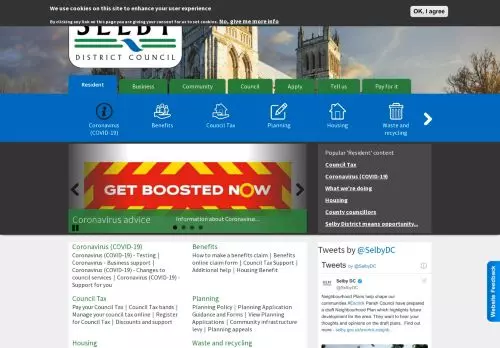 We use cookies on this site to enhance your user experience
By clicking any link on this page you are giving your consent for us to set cookies. No, give me more info
OK, I agree
SELBY
DISTRICT COUNCIL
Resident
Business
Community
Council
Apply
Tell us
Pay for it
Coronavirus
(COVID-19)
Benefits
Council Tax
Planning
Housing
Waste and
recycling
GET BOOSTED NOW
Coronavirus advice
Information about Coronavirus...
Popular 'Resident' content
Council Tax
Coronavirus (COVID-19)
What we're doing
Housing
County councillors
Selby District means opportunity...
Coronavirus (COVID-19)
Coronavirus (COVID-19) - Testing |
Coronavirus - Business support |
Coronavirus (COVID-19) - Changes to
council services | Coronavirus (COVID-19) -
Support for you
Benefits
How to make a benefits claim | Benefits
online claim form | Council Tax Support |
Additional help | Housing Benefit
Council Tax
Pay your Council Tax | Council Tax bands |
Manage your council tax online | Register
for Council Tax | Discounts and support
Planning
Planning Policy | Planning Application
Guidance and Forms | View Planning
Applications | Community infrastructure
levy | Planning appeals
Housing
Waste and recycling
Tweets by @SelbyDC
Tweets by @SelbyDC
Selby DC
@SelbyDC
Neighbourhood Plans help shape our
communities Parish Council have prepared
a draft Neighbourhood Plan which highlights future
development for the area. They want to hear your
thoughts and opinions on the draft plans. Find out
more -
Website Feedback